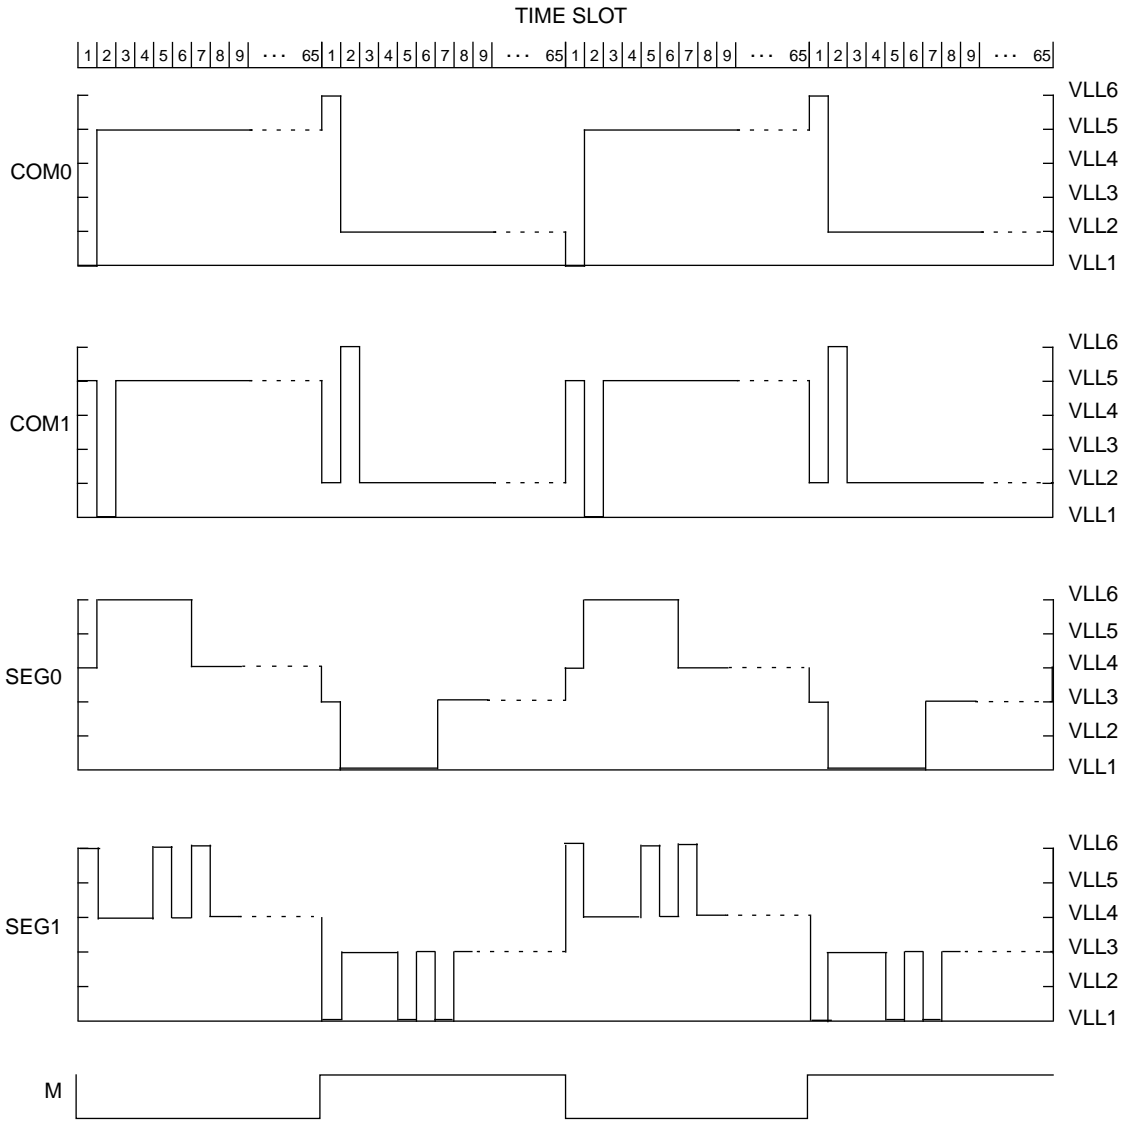 TIME SLOT
1 2 3 4 5 6 7 8 9 ··· 65 1 2 3 4 5 6 7 8 9 ··· 65 1 2 3 4 5 6 7 8 9 ··· 65 1 2 3 4 5 6 7 8 9 ··· 65
COM0
VLL6
VLL5
VLL4
VLL3
VLL2
VLL1
COM1
VLL6
VLL5
VLL4
VLL3
VLL2
VLL1
SEG0
VLL6
VLL5
VLL4
VLL3
VLL2
VLL1
SEG1
VLL6
VLL5
VLL4
VLL3
VLL2
VLL1
M